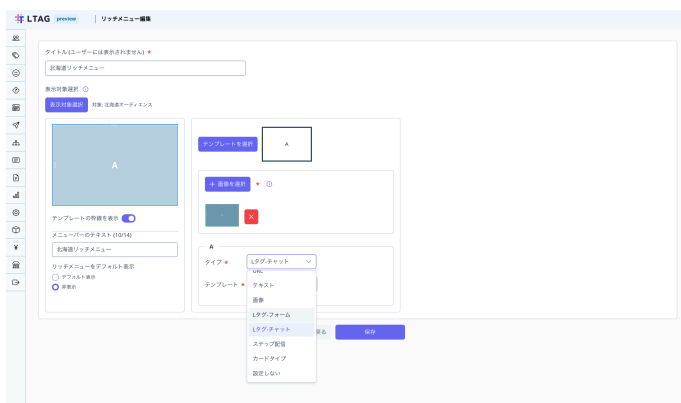 LTAG preview リッチメニュー編集
タイトル (ユーザーには表示されません) *
北海道リッチメニュー
表示対象選択
表示対象選択 対象: 北海道オーディエンス
A
テンプレートの枠線を表示
メニューバーのテキスト (10/14)
北海道リッチメニュー
リッチメニューをデフォルト表示
デフォルト表示
非表示
テンプレートを選択 A
+ 画像を選択 *
A
タイプ * Lタグ-チャット
テンプレート *
URL
テキスト
画像
Lタグ-フォーム
Lタグ-チャット
ステップ配信
カードタイプ
設定しない
戻る 保存